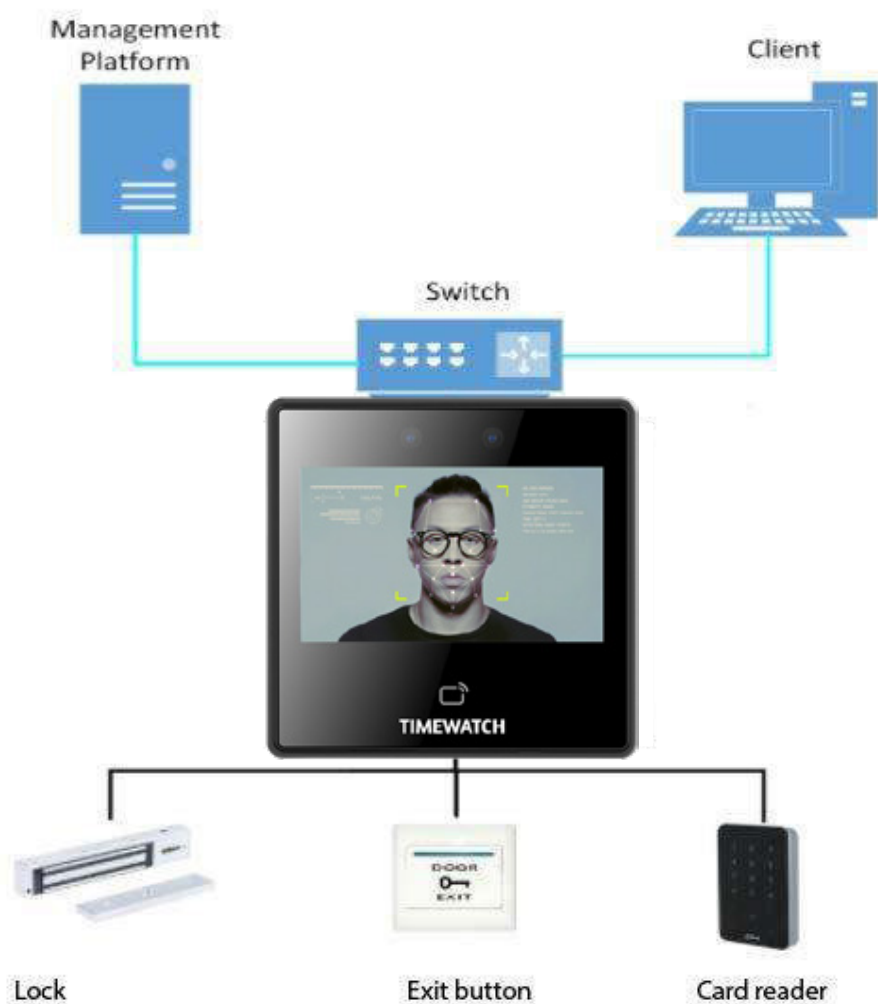 Management
Platform
Client
Switch
TIMEWATCH
DOOR
EXIT
Lock
Exit button
Card reader